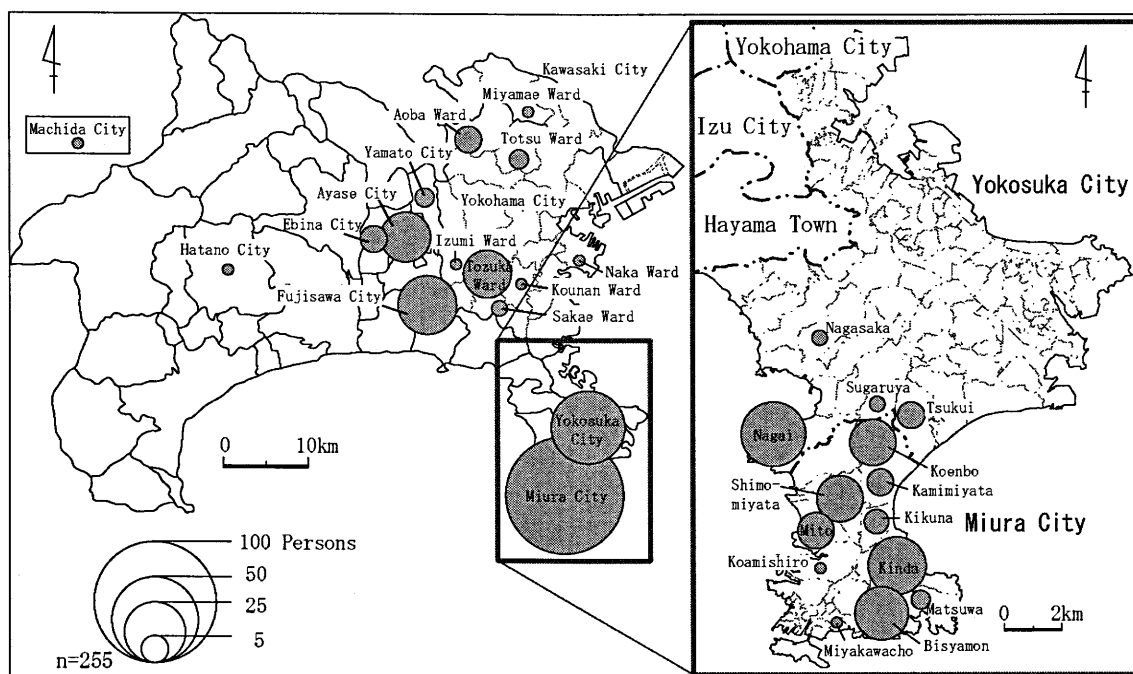 Kawasaki City
Miyamae Ward
Machida City
Aoba Ward
Totsu Ward
Yamato City
Ayase City
Yokohama City
Ebina City
Izumi Ward
Hatano City
Tozuka
Ward
Naka Ward
Kounan Ward
Fujisawa City
Sakae Ward
Yokosuka
City
Miura City
0 10km
100 Persons
50
25
5
n=255
Yokohama City
Izu City
Yokosuka City
Hayama Town
Nagasaka
Sugaruya
Tsukui
Nagai
Koenbo
Shimo-
miyata
Kamimiyata
Kikuna
Miura City
Mito
Koamishiro
Kinda
Matsuwa
0 2km
Miyakawacho
Bisyamon